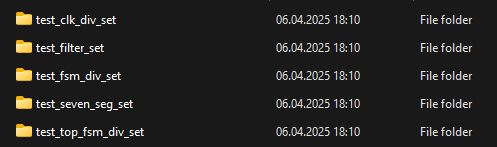 test_clk_div_set 06.04.2025 18:10 File folder
test_filter_set 06.04.2025 18:10 File folder
test_fsm_div_set 06.04.2025 18:10 File folder
test_seven_seg_set 06.04.2025 18:10 File folder
test_top_fsm_div_set 06.04.2025 18:10 File folder